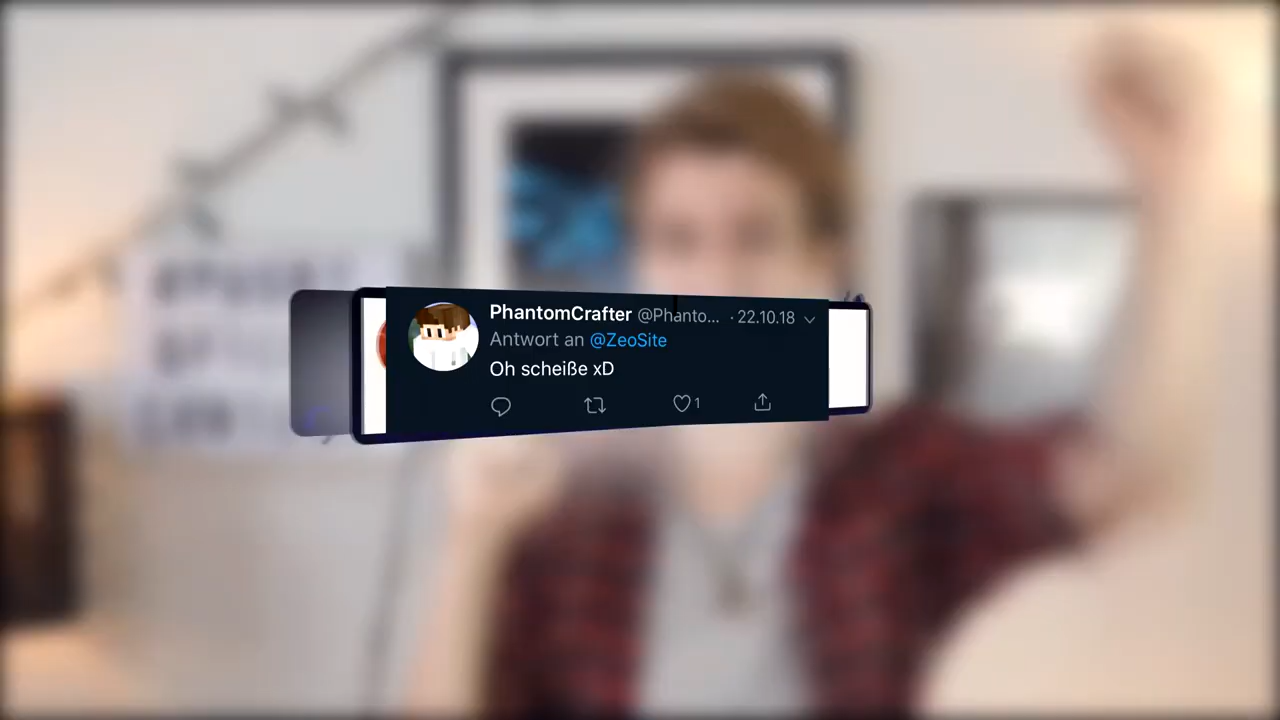 PhantomCrafter @Phanto... · 22.10.18
Antwort an @ZeoSite
Oh scheiße xD
1